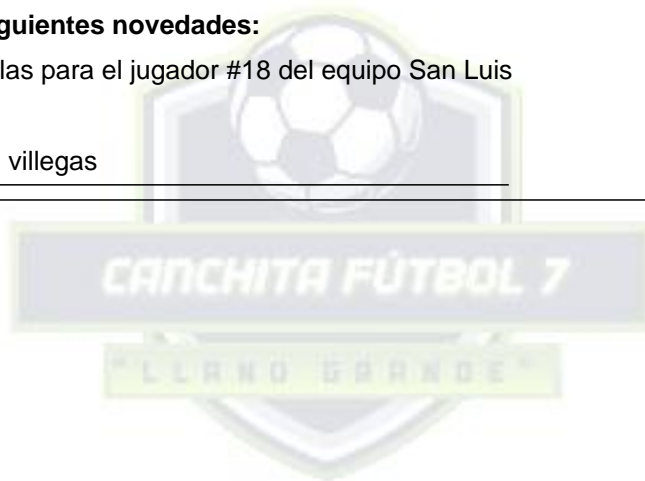 guientes novedades:
las para el jugador #18 del equipo San Luis
villegas
CANCHITA FÚTBOL 7
"LLANO GRANDE"